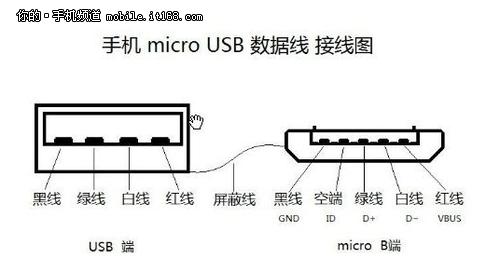 你的·手机频道 mobile.it168.com
手机 micro USB 数据线 接线图
黑线 绿线 白线 红线 屏蔽线 黑线 空端 绿线 白线 红线
GND ID D+ D- VBUS
USB 端 micro B端